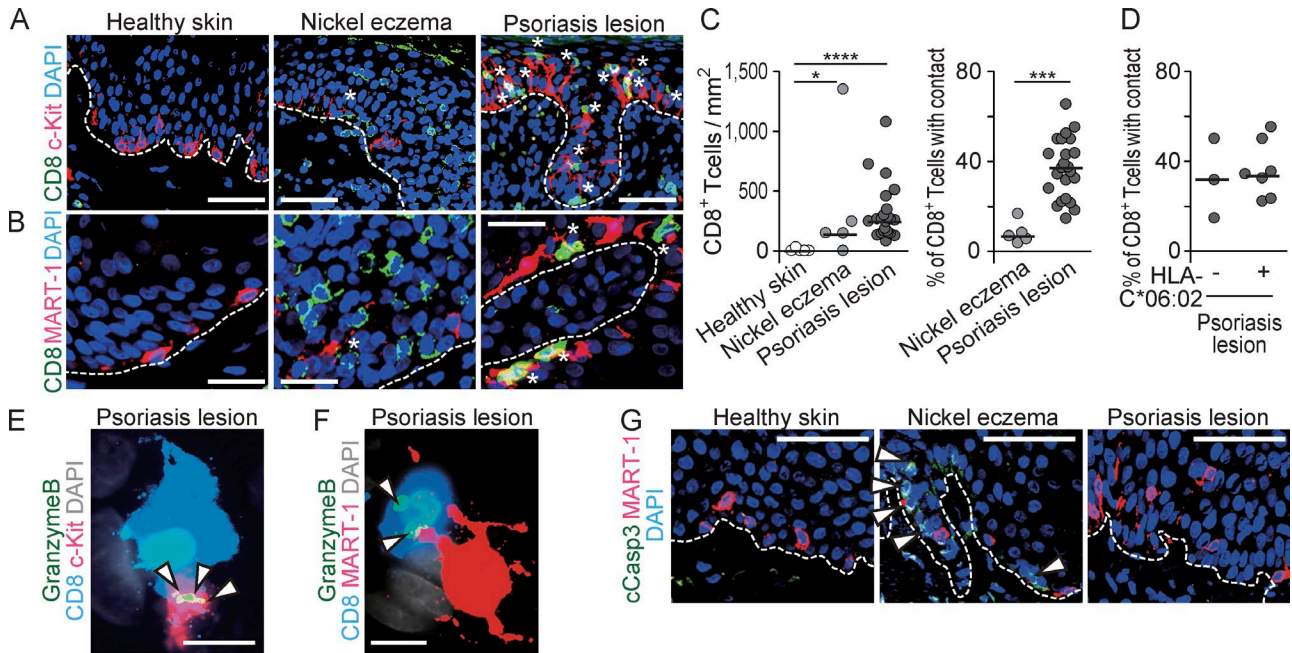 A
Healthy skin
Nickel eczema
Psoriasis lesion
CD8 c-Kit DAPI
B
CD8 MART-1 DAPI
C
CD8+ Tcells / mm2
1,500
1.000
500
0
*
****
Healthy skin
Nickel eczema
Psoriasis lesion
% of CD8+ Tcells with contact
80
40
0
***
Nickel eczema
Psoriasis lesion
D
% of CD8+ Tcells with contact
80
40
0
HLA- - +
C*06:02
Psoriasis
lesion
E
Psoriasis lesion
GranzymeB
CD8 c-Kit DAPI
F
Psoriasis lesion
GranzymeB
CD8 MART-1 DAPI
G
Healthy skin
Nickel eczema
Psoriasis lesion
cCasp3 MART-1
DAPI